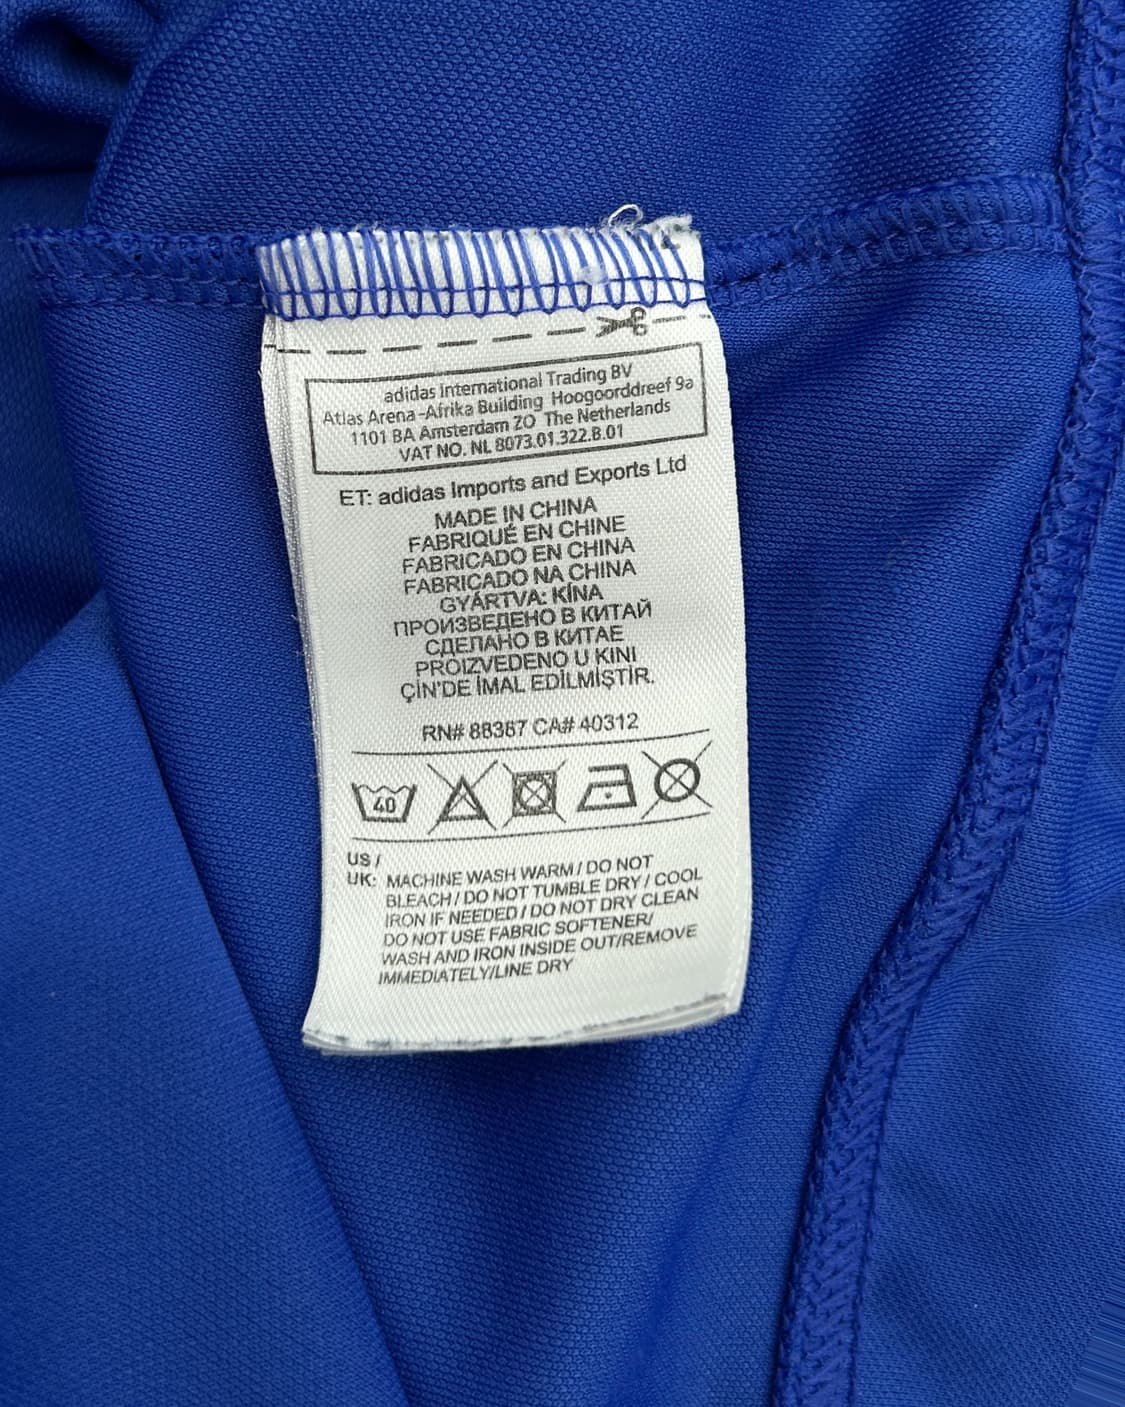 adidas International Trading BV
Atlas Arena-Afrika Building Hoogoorddreef 9a
1101 BA Amsterdam ZO The Netherlands
VAT NO. NL 8073.01.322.B.01
ET: adidas Imports and Exports Ltd
MADE IN CHINA
FABRIQUÉ EN CHINE
FABRICADO EN CHINA
FABRICADO NA CHINA
GYÁRTVA: KÍNA
ПРОИЗВЕДЕНО В КИТАЙ
СДЕЛАНО В КИТАЕ
PROIZVEDENO U KINI
ÇİN'DE İMAL EDİLMİŞTİR.
RN# 88387 CA# 40312
40
US /
UK: MACHINE WASH WARM / DO NOT
BLEACH / DO NOT TUMBLE DRY / COOL
IRON IF NEEDED / DO NOT DRY CLEAN
DO NOT USE FABRIC SOFTENER/
WASH AND IRON INSIDE OUT/REMOVE
IMMEDIATELY/LINE DRY